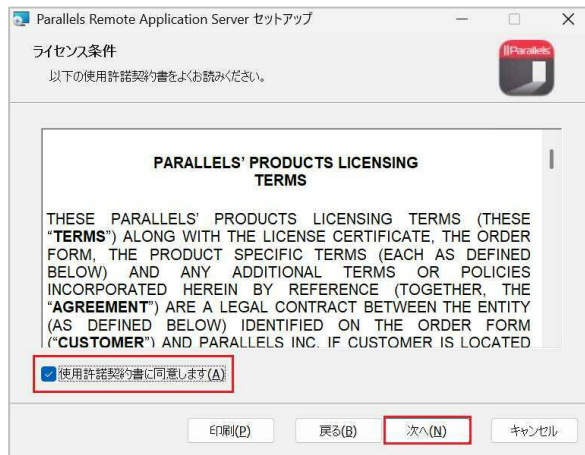 Parallels Remote Application Server セットアップ
ライセンス条件
以下の使用許諾契約書をよくお読みください。
||Parallels
PARALLELS' PRODUCTS LICENSING
TERMS
THESE PARALLELS' PRODUCTS LICENSING TERMS (THESE
“TERMS”) ALONG WITH THE LICENSE CERTIFICATE, THE ORDER
FORM, THE PRODUCT SPECIFIC TERMS (EACH AS DEFINED
BELOW) AND ANY ADDITIONAL TERMS OR POLICIES
INCORPORATED HEREIN BY REFERENCE (TOGETHER, THE
“AGREEMENT”) ARE A LEGAL CONTRACT BETWEEN THE ENTITY
(AS DEFINED BELOW) IDENTIFIED ON THE ORDER FORM
(“CUSTOMER”) AND PARALLELS INC. IF CUSTOMER IS LOCATED
使用許諾契約書に同意します(A)
印刷(P) 戻る(B) 次へ(N) キャンセル